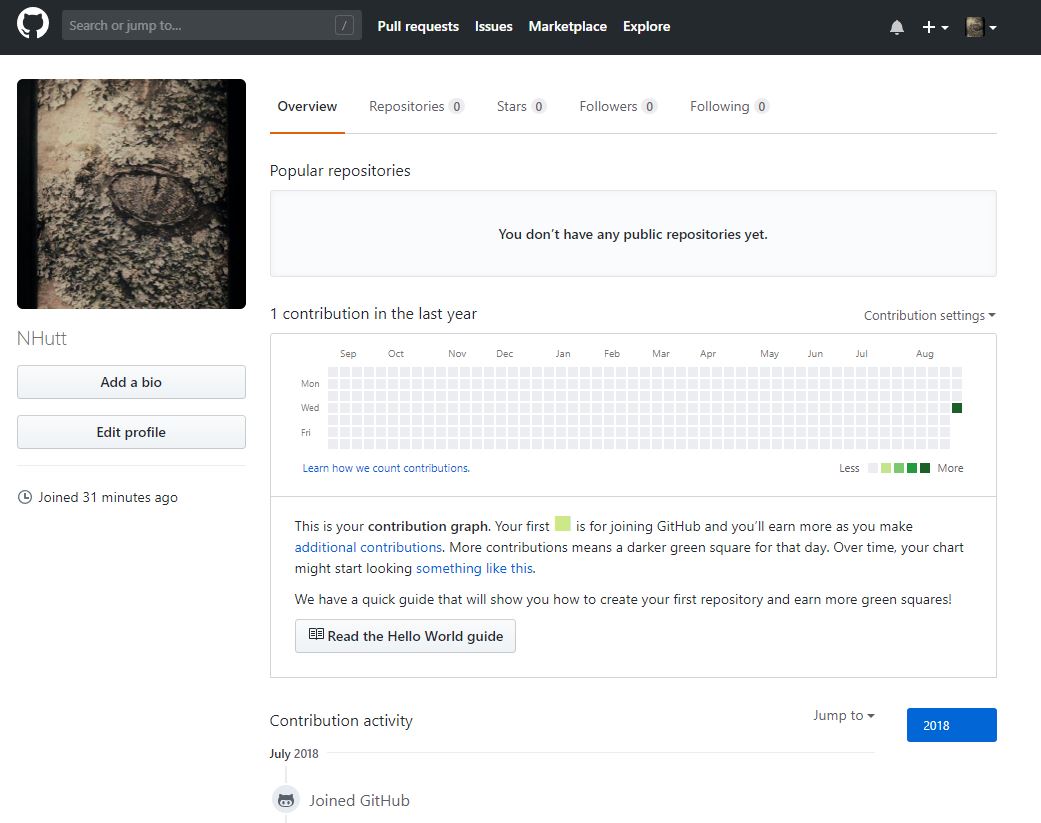 Search or jump to...
/
Pull requests Issues Marketplace Explore
Overview Repositories 0 Stars 0 Followers 0 Following 0
Popular repositories
You don’t have any public repositories yet.
NHutt
Add a bio
Edit profile
Joined 31 minutes ago
1 contribution in the last year
Contribution settings
Sep Oct Nov Dec Jan Feb Mar Apr May Jun Jul Aug
Mon
Wed
Fri
Learn how we count contributions.
Less More
This is your contribution graph. Your first is for joining GitHub and you’ll earn more as you make
additional contributions. More contributions means a darker green square for that day. Over time, your chart
might start looking something like this.
We have a quick guide that will show you how to create your first repository and earn more green squares!
Read the Hello World guide
Contribution activity
Jump to
2018
July 2018
Joined GitHub